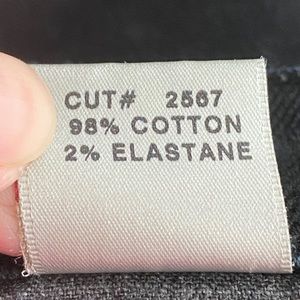 CUT# 2567
98% COTTON
2% ELASTANE